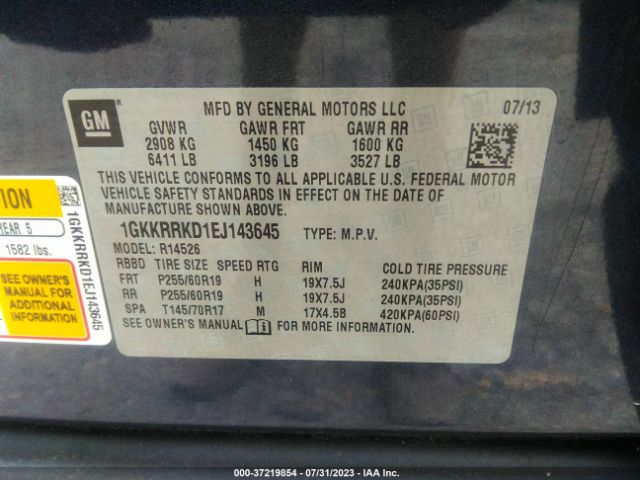 GM
MFD BY GENERAL MOTORS LLC 07/13
GVWR GAWR FRT GAWR RR
2908 KG 1450 KG 1600 KG
6411 LB 3196 LB 3527 LB
THIS VEHICLE CONFORMS TO ALL APPLICABLE U.S. FEDERAL MOTOR
VEHICLE SAFETY STANDARDS IN EFFECT ON THE DATE
OF MANUFACTURE SHOWN ABOVE.
1GKKRRKD1EJ143645 TYPE: M.P.V.
MODEL: R14526
RBBD TIRE SIZE SPEED RTG RIM COLD TIRE PRESSURE
FRT P255/60R19 H 19X7.5J 240KPA(35PSI)
RR P255/60R19 H 19X7.5J 240KPA(35PSI)
SPA T145/70R17 M 17X4.5B 420KPA(60PSI)
SEE OWNER'S MANUAL FOR MORE INFORMATION.
TION
REAR 5
1582 lbs.
SEE OWNER'S
MANUAL FOR
ADDITIONAL
INFORMATION
1GKKRRKD1EJ143645
000-37219854 - 07/31/2023 - IAA Inc.